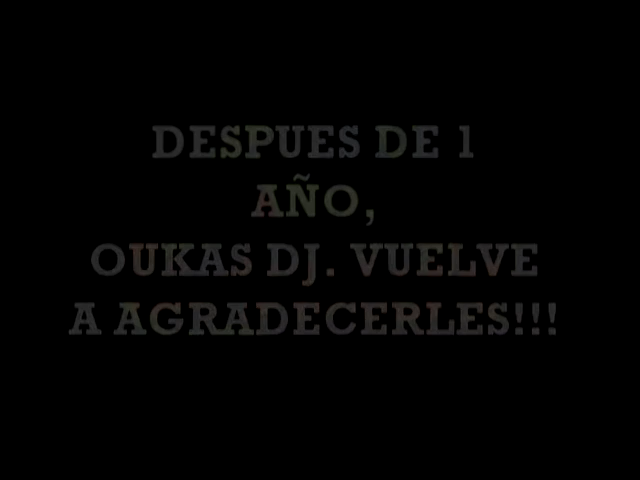 DESPUES DE 1
AÑO,
OUKAS DJ. VUELVE
A AGRADECERLES!!!